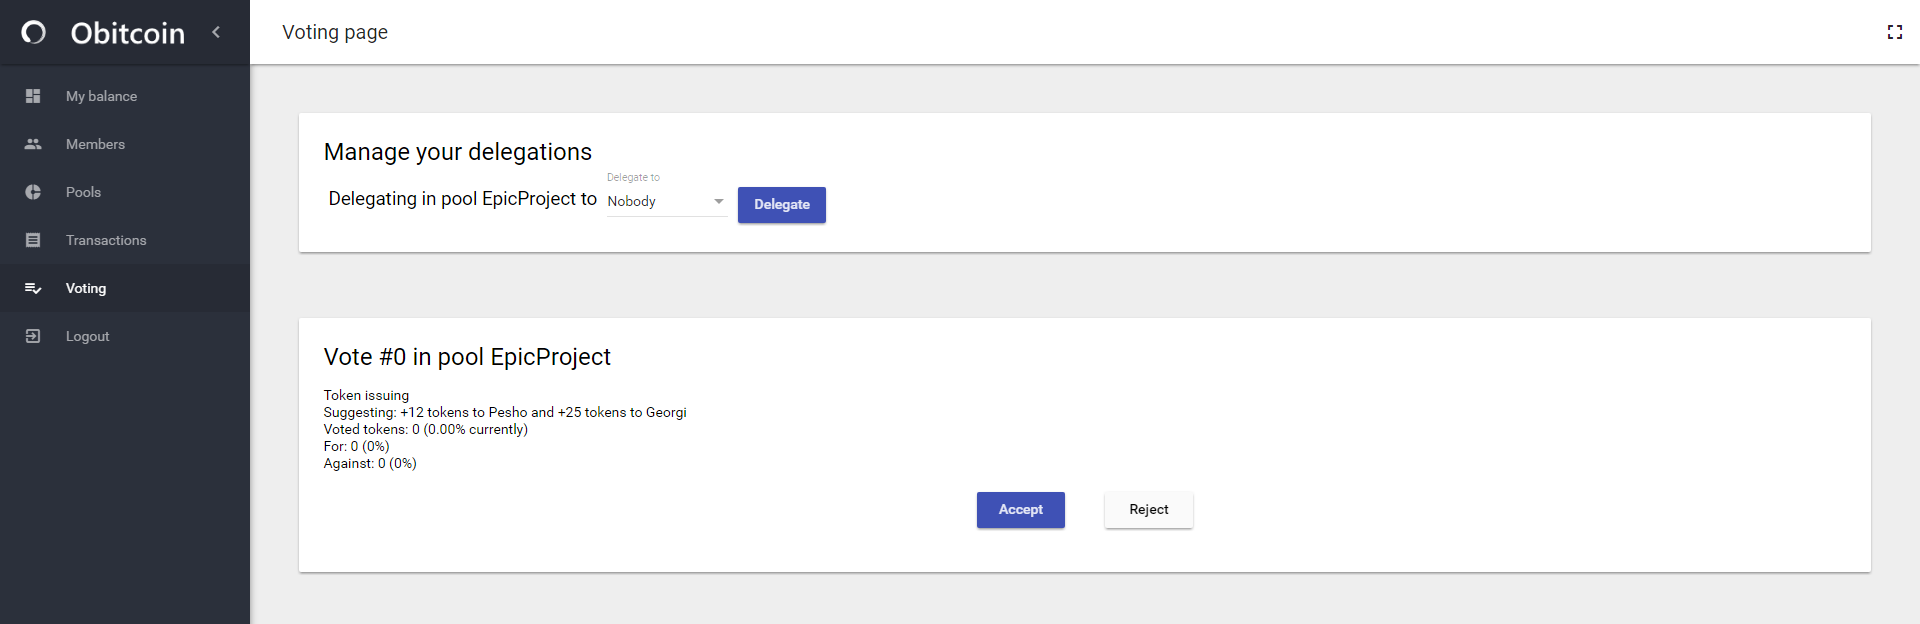 Obitcoin
My balance
Members
Pools
Transactions
Voting
Logout
Voting page
Manage your delegations
Delegate to
Delegating in pool EpicProject to Nobody Delegate
Vote #0 in pool EpicProject
Token issuing
Suggesting: +12 tokens to Pesho and +25 tokens to Georgi
Voted tokens: 0 (0.00% currently)
For: 0 (0%)
Against: 0 (0%)
Accept Reject